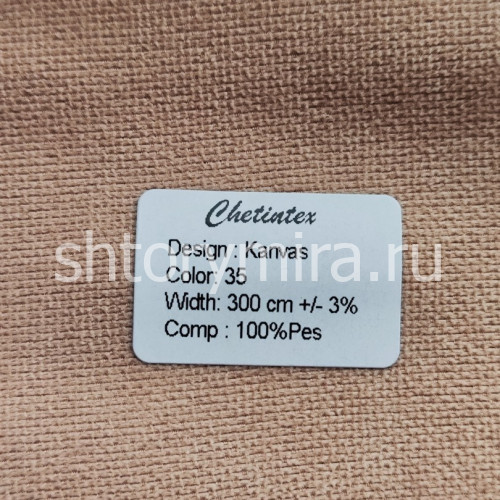 Chetintex
Design : Kanvas
shtorymira.ru
Color: 35
Width: 300 cm +/- 3%
Comp : 100%Pes